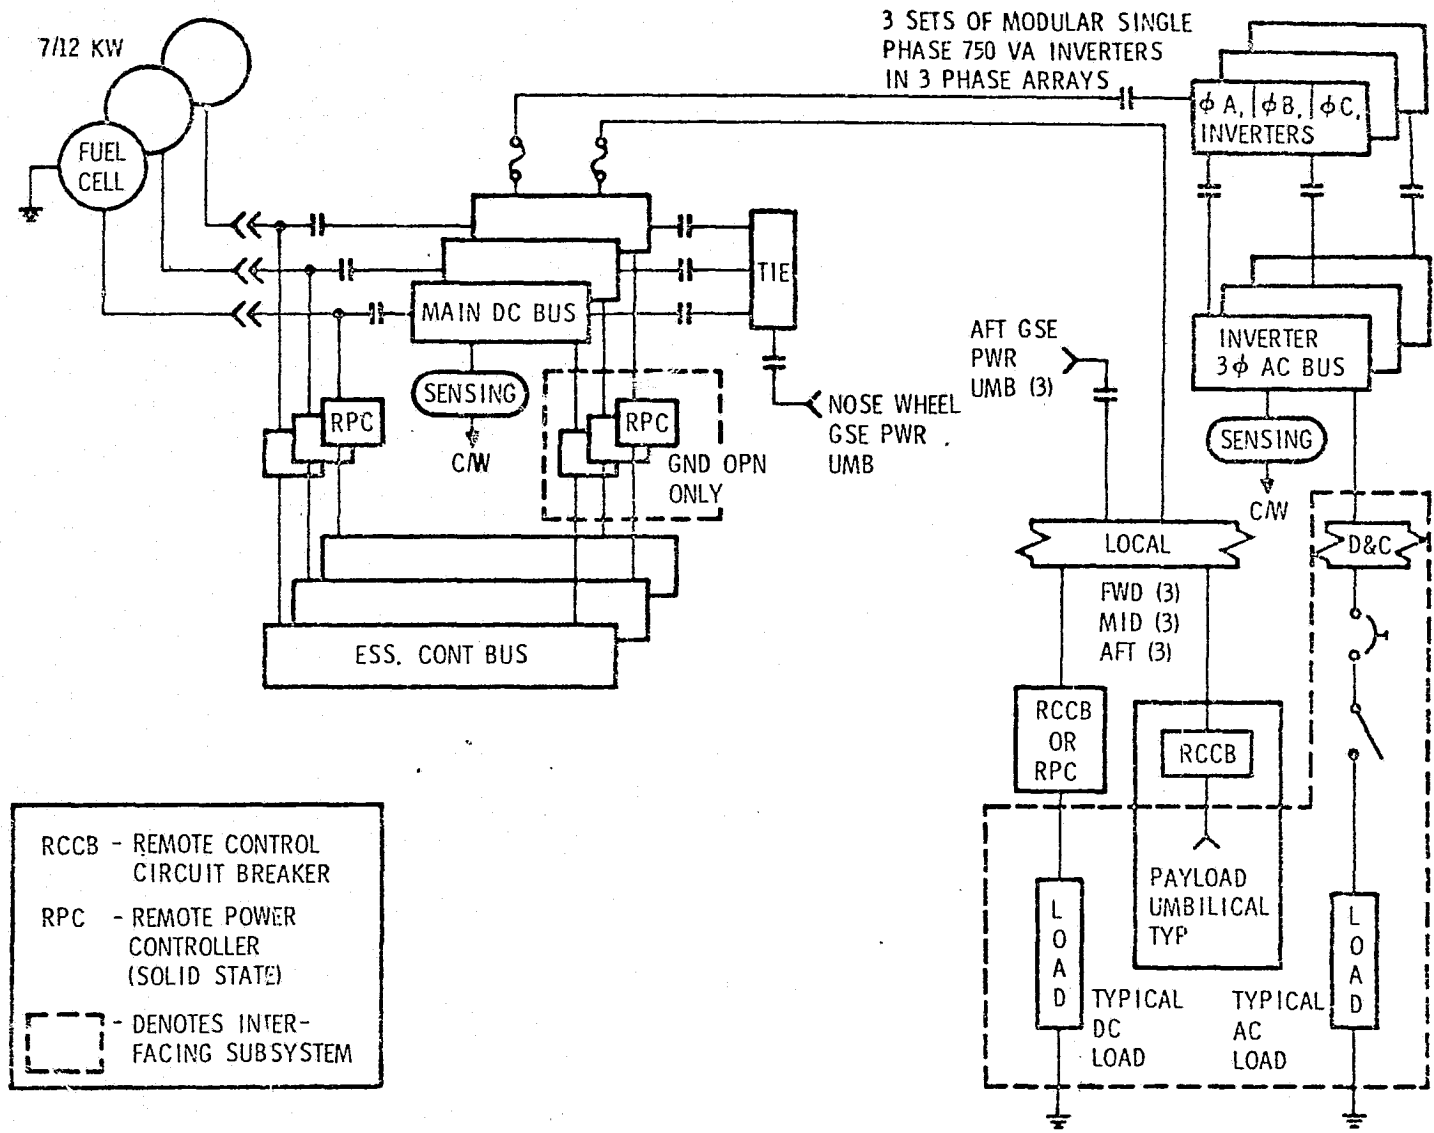 7/12 KW
3 SETS OF MODULAR SINGLE
PHASE 750 VA INVERTERS
IN 3 PHASE ARRAYS
ϕA, ϕB, ϕC,
INVERTERS
FUEL
CELL
TIE
MAIN DC BUS
SENSING
C/W
RPC
RPC
GND OPN
ONLY
NOSE WHEEL
GSE PWR
UMB
AFT GSE
PWR
UMB (3)
INVERTER
3ϕ AC BUS
SENSING
C/W
LOCAL
D&C
FWD (3)
MID (3)
AFT (3)
ESS. CONT BUS
RCCB
OR
RPC
RCCB
PAYLOAD
UMBILICAL
TYP
LOAD
LOAD
TYPICAL
DC
LOAD
TYPICAL
AC
LOAD
RCCB - REMOTE CONTROL
CIRCUIT BREAKER
RPC - REMOTE POWER
CONTROLLER
(SOLID STATE)
- DENOTES INTER-
FACING SUBSYSTEM